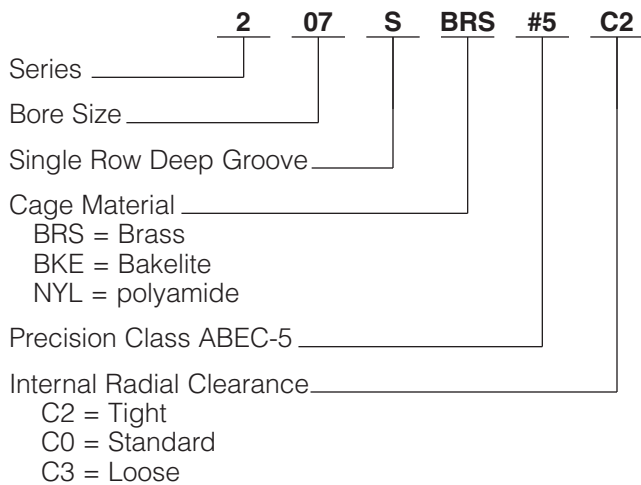 2 07 S BRS #5 C2
Series
Bore Size
Single Row Deep Groove
Cage Material
BRS = Brass
BKE = Bakelite
NYL = polyamide
Precision Class ABEC-5
Internal Radial Clearance
C2 = Tight
C0 = Standard
C3 = Loose